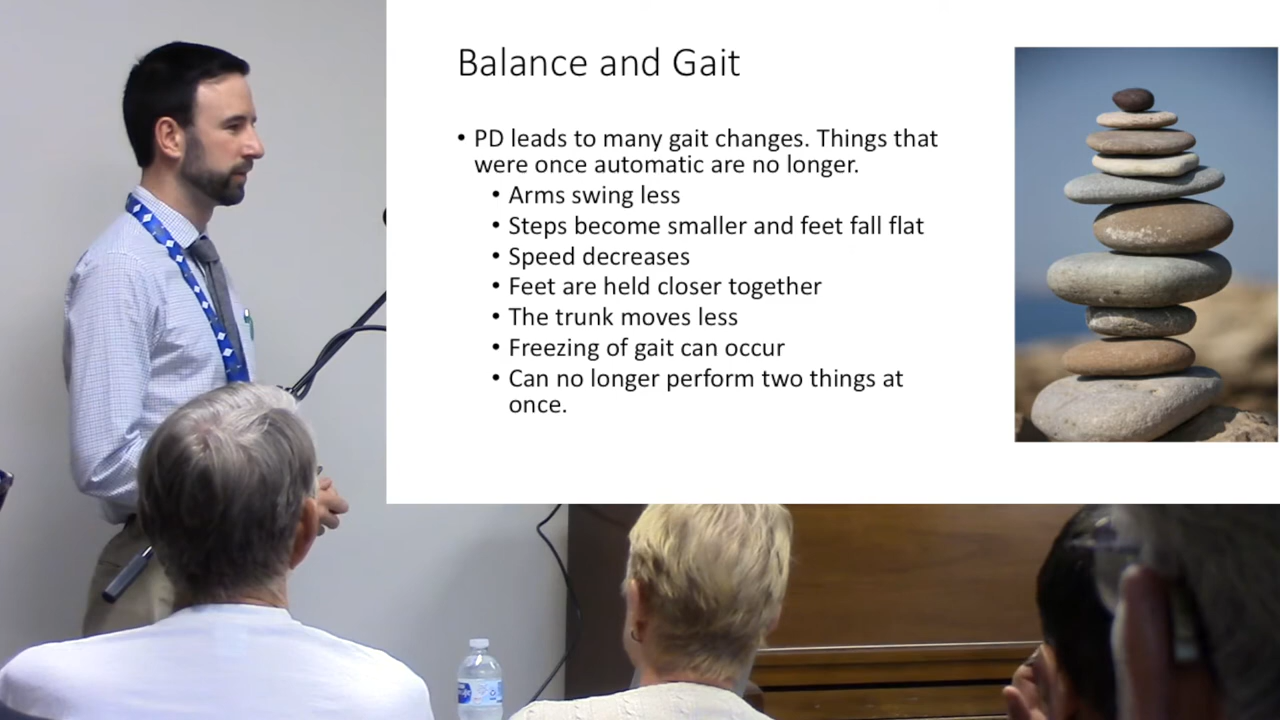 Balance and Gait
• PD leads to many gait changes. Things that
were once automatic are no longer.
• Arms swing less
• Steps become smaller and feet fall flat
• Speed decreases
• Feet are held closer together
• The trunk moves less
• Freezing of gait can occur
• Can no longer perform two things at
once.